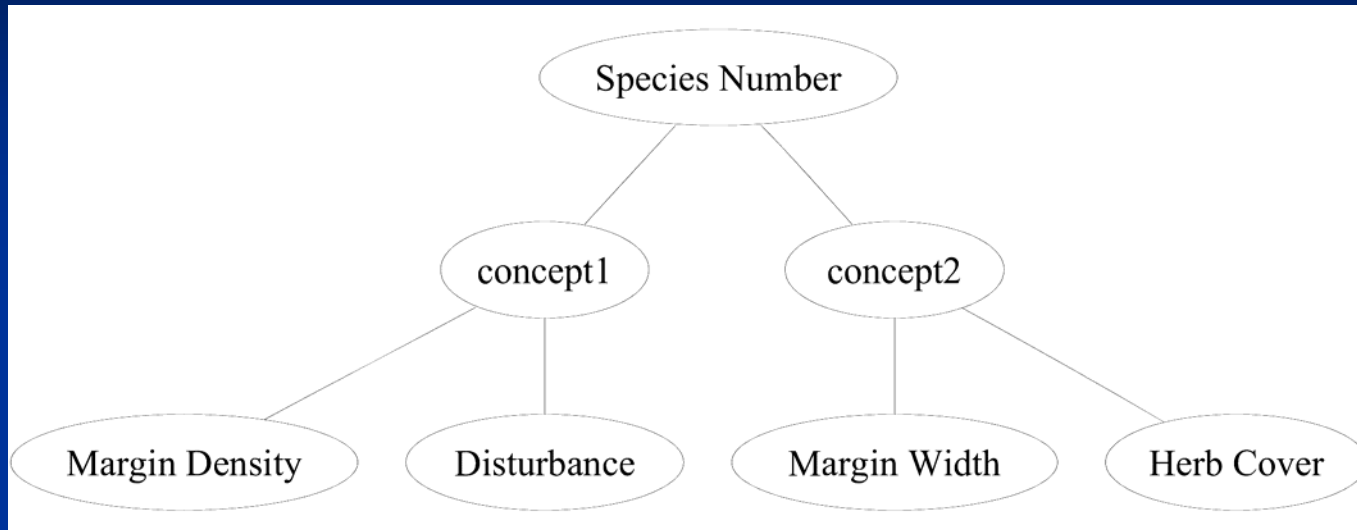 Species Number
concept1
concept2
Margin Density
Disturbance
Margin Width
Herb Cover